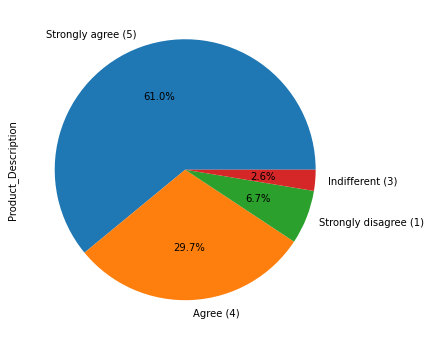 Strongly agree (5)
61.0%
Product_Description
2.6%
Indifferent (3)
6.7%
Strongly disagree (1)
29.7%
Agree (4)